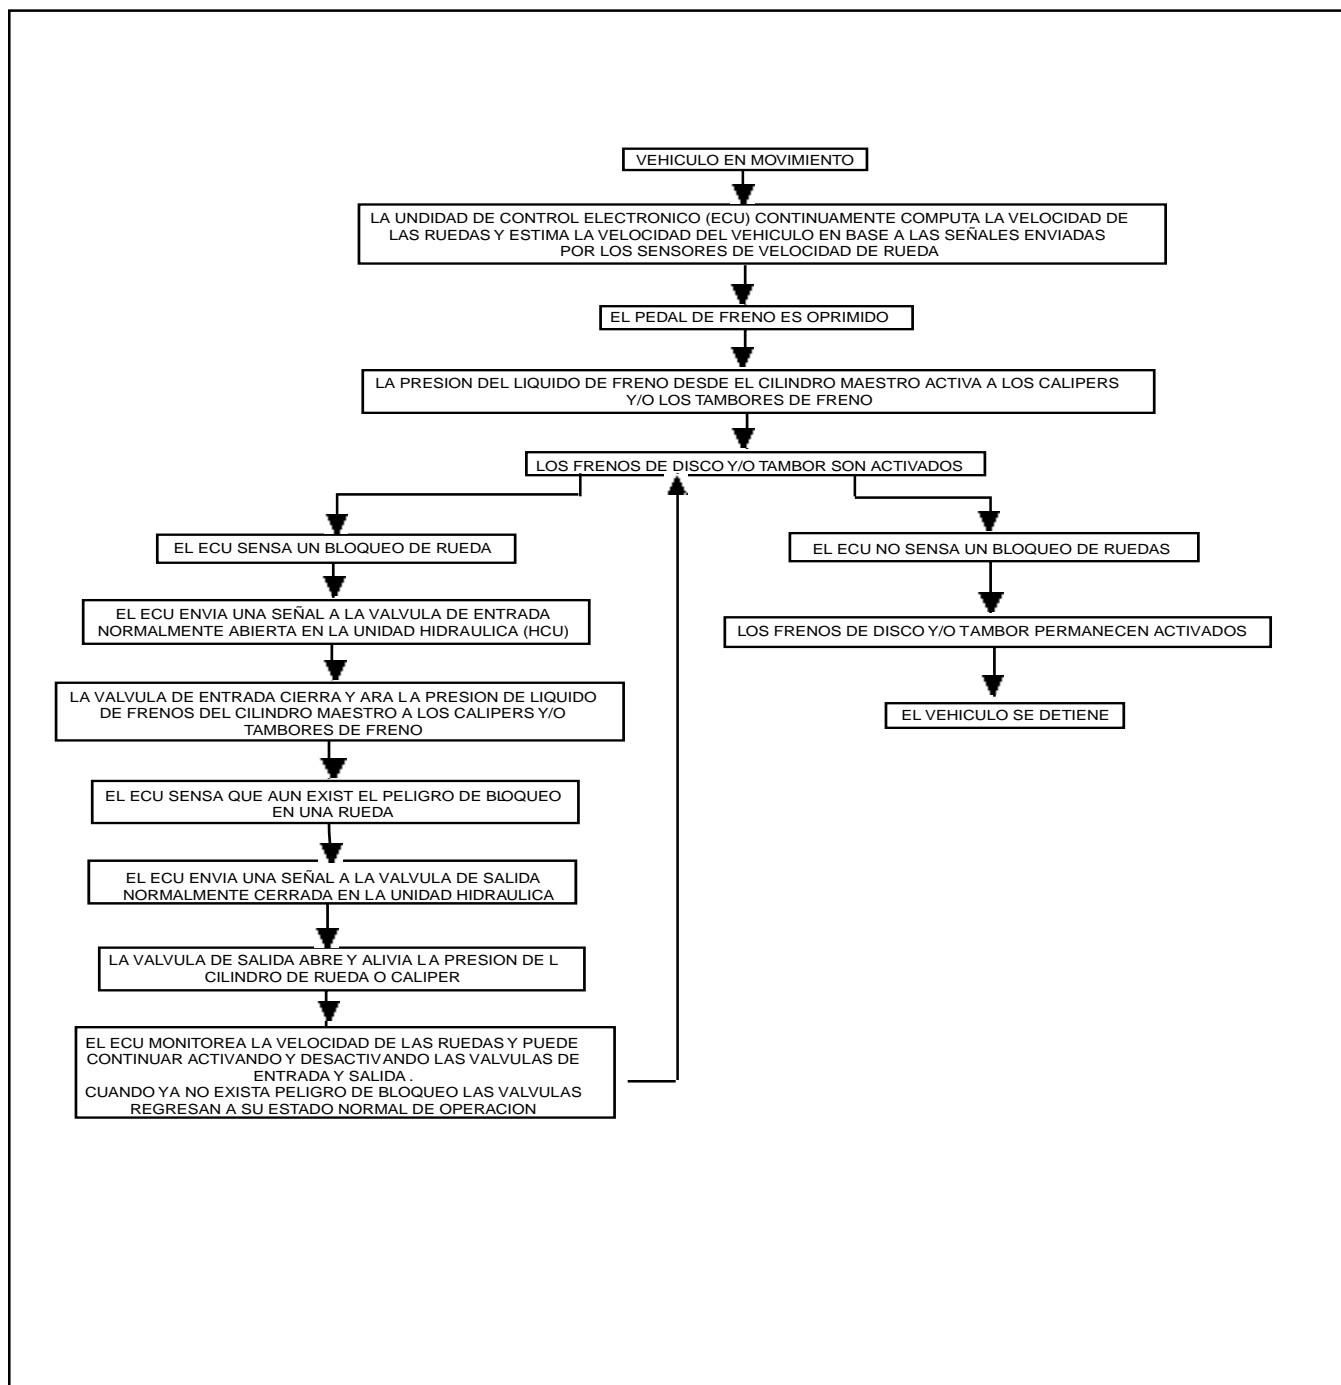 VEHICULO EN MOVIMIENTO
LA UNDIDAD DE CONTROL ELECTRONICO (ECU) CONTINUAMENTE COMPUTA LA VELOCIDAD DE
LAS RUEDAS Y ESTIMA LA VELOCIDAD DEL VEHICULO EN BASE A LAS SEÑALES ENVIADAS
POR LOS SENSORES DE VELOCIDAD DE RUEDA
EL PEDAL DE FRENO ES OPRIMIDO
LA PRESION DEL LIQUIDO DE FRENO DESDE EL CILINDRO MAESTRO ACTIVA A LOS CALIPERS
Y/O LOS TAMBORES DE FRENO
LOS FRENOS DE DISCO Y/O TAMBOR SON ACTIVADOS
EL ECU SENSA UN BLOQUEO DE RUEDA
EL ECU ENVIA UNA SEÑAL A LA VALVULA DE ENTRADA
NORMALMENTE ABIERTA EN LA UNIDAD HIDRAULICA (HCU)
LA VALVULA DE ENTRADA CIERRA Y ARA LA PRESION DE LIQUIDO
DE FRENOS DEL CILINDRO MAESTRO A LOS CALIPERS Y/O
TAMBORES DE FRENO
EL ECU SENSA QUE AUN EXIST EL PELIGRO DE BLOQUEO
EN UNA RUEDA
EL ECU ENVIA UNA SEÑAL A LA VALVULA DE SALIDA
NORMALMENTE CERRADA EN LA UNIDAD HIDRAULICA
LA VALVULA DE SALIDA ABRE Y ALIVIA LA PRESION DE L
CILINDRO DE RUEDA O CALIPER
EL ECU MONITOREA LA VELOCIDAD DE LAS RUEDAS Y PUEDE
CONTINUAR ACTIVANDO Y DESACTIVANDO LAS VALVULAS DE
ENTRADA Y SALIDA .
CUANDO YA NO EXISTA PELIGRO DE BLOQUEO LAS VALVULAS
REGRESAN A SU ESTADO NORMAL DE OPERACION
EL ECU NO SENSA UN BLOQUEO DE RUEDAS
LOS FRENOS DE DISCO Y/O TAMBOR PERMANECEN ACTIVADOS
EL VEHICULO SE DETIENE